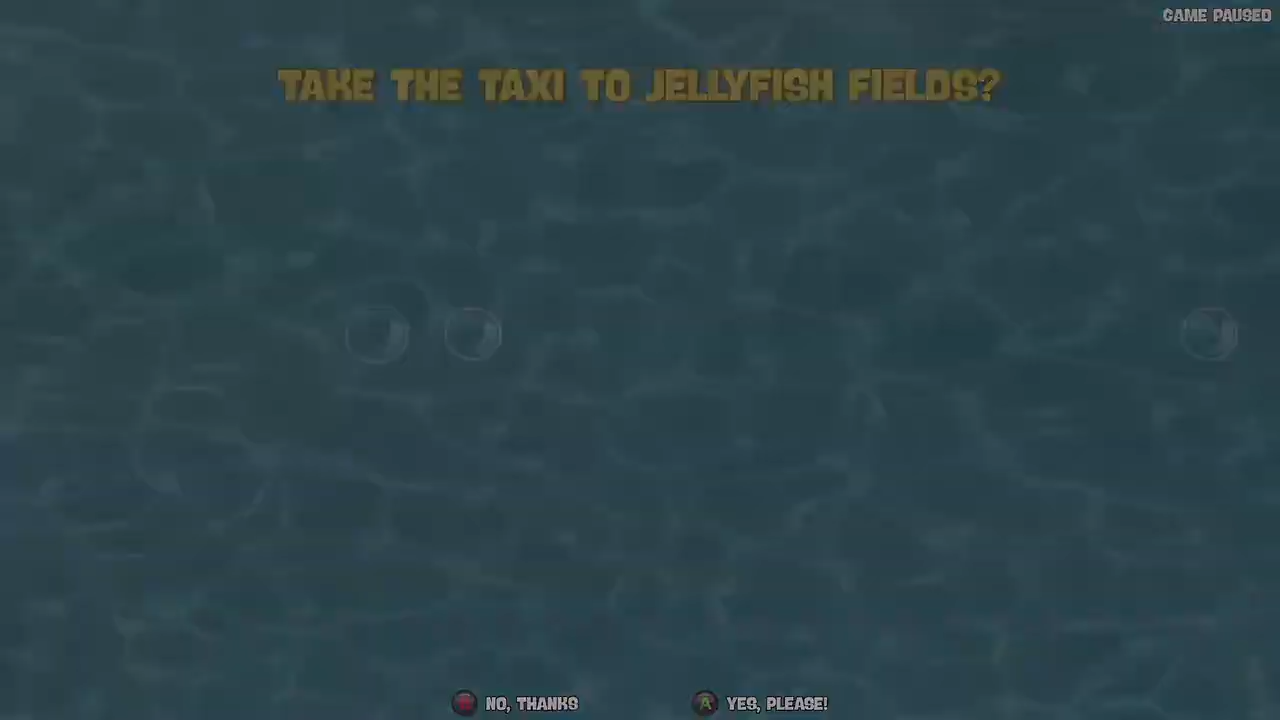 GAME PAUSED
TAKE THE TAXI TO JELLYFISH FIELDS?
NO, THANKS
A YES, PLEASE!